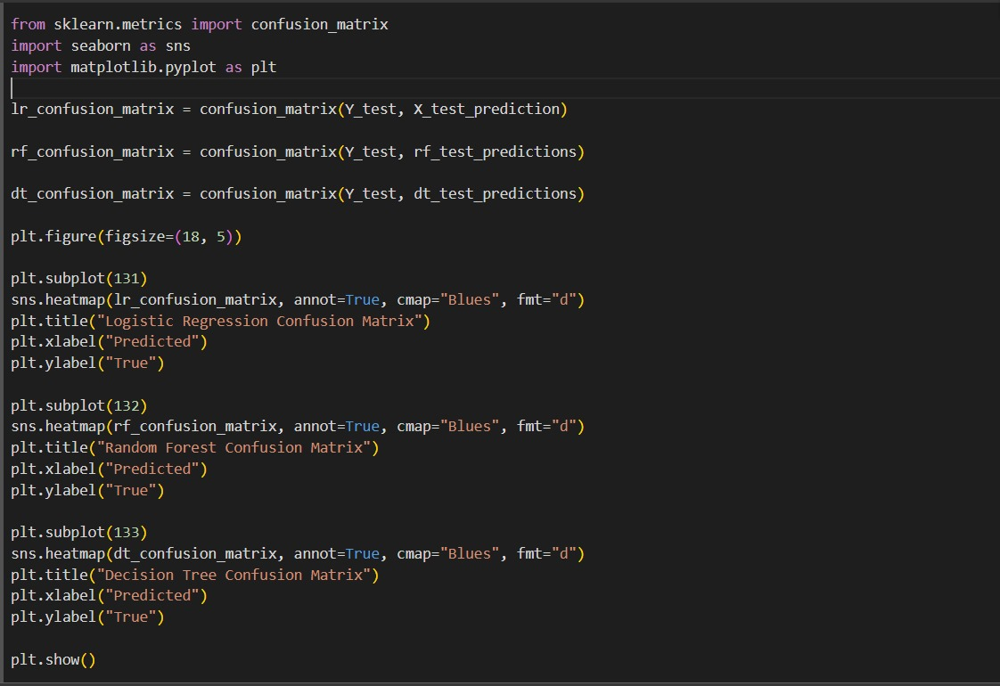 from sklearn.metrics import confusion_matrix
import seaborn as sns
import matplotlib.pyplot as plt
lr_confusion_matrix = confusion_matrix(Y_test, X_test_prediction)
rf_confusion_matrix = confusion_matrix(Y_test, rf_test_predictions)
dt_confusion_matrix = confusion_matrix(Y_test, dt_test_predictions)
plt.figure(figsize=(18, 5))
plt.subplot(131)
sns.heatmap(lr_confusion_matrix, annot=True, cmap="Blues", fmt="d")
plt.title("Logistic Regression Confusion Matrix")
plt.xlabel("Predicted")
plt.ylabel("True")
plt.subplot(132)
sns.heatmap(rf_confusion_matrix, annot=True, cmap="Blues", fmt="d")
plt.title("Random Forest Confusion Matrix")
plt.xlabel("Predicted")
plt.ylabel("True")
plt.subplot(133)
sns.heatmap(dt_confusion_matrix, annot=True, cmap="Blues", fmt="d")
plt.title("Decision Tree Confusion Matrix")
plt.xlabel("Predicted")
plt.ylabel("True")
plt.show()